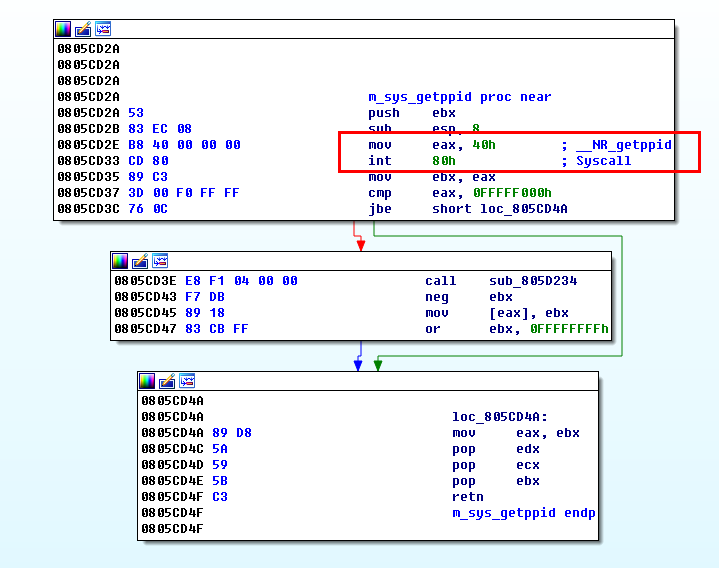 0805CD2A
0805CD2A
0805CD2A
0805CD2A m_sys_getppid proc near
0805CD2A 53 push ebx
0805CD2B 83 EC 08 sub esp, 8
0805CD2E B8 40 00 00 00 mov eax, 40h ; __NR_getppid
0805CD33 CD 80 int 80h ; Syscall
0805CD35 89 C3 mov ebx, eax
0805CD37 3D 00 F0 FF FF cmp eax, 0FFFFF000h
0805CD3C 76 0C jbe short loc_805CD4A
0805CD3E E8 F1 04 00 00 call sub_805D234
0805CD43 F7 DB neg ebx
0805CD45 89 18 mov [eax], ebx
0805CD47 83 CB FF or ebx, 0FFFFFFFFh
0805CD4A
0805CD4A loc_805CD4A:
0805CD4A 89 D8 mov eax, ebx
0805CD4C 5A pop edx
0805CD4D 59 pop ecx
0805CD4E 5B pop ebx
0805CD4F C3 retn
0805CD4F m_sys_getppid endp
0805CD4F